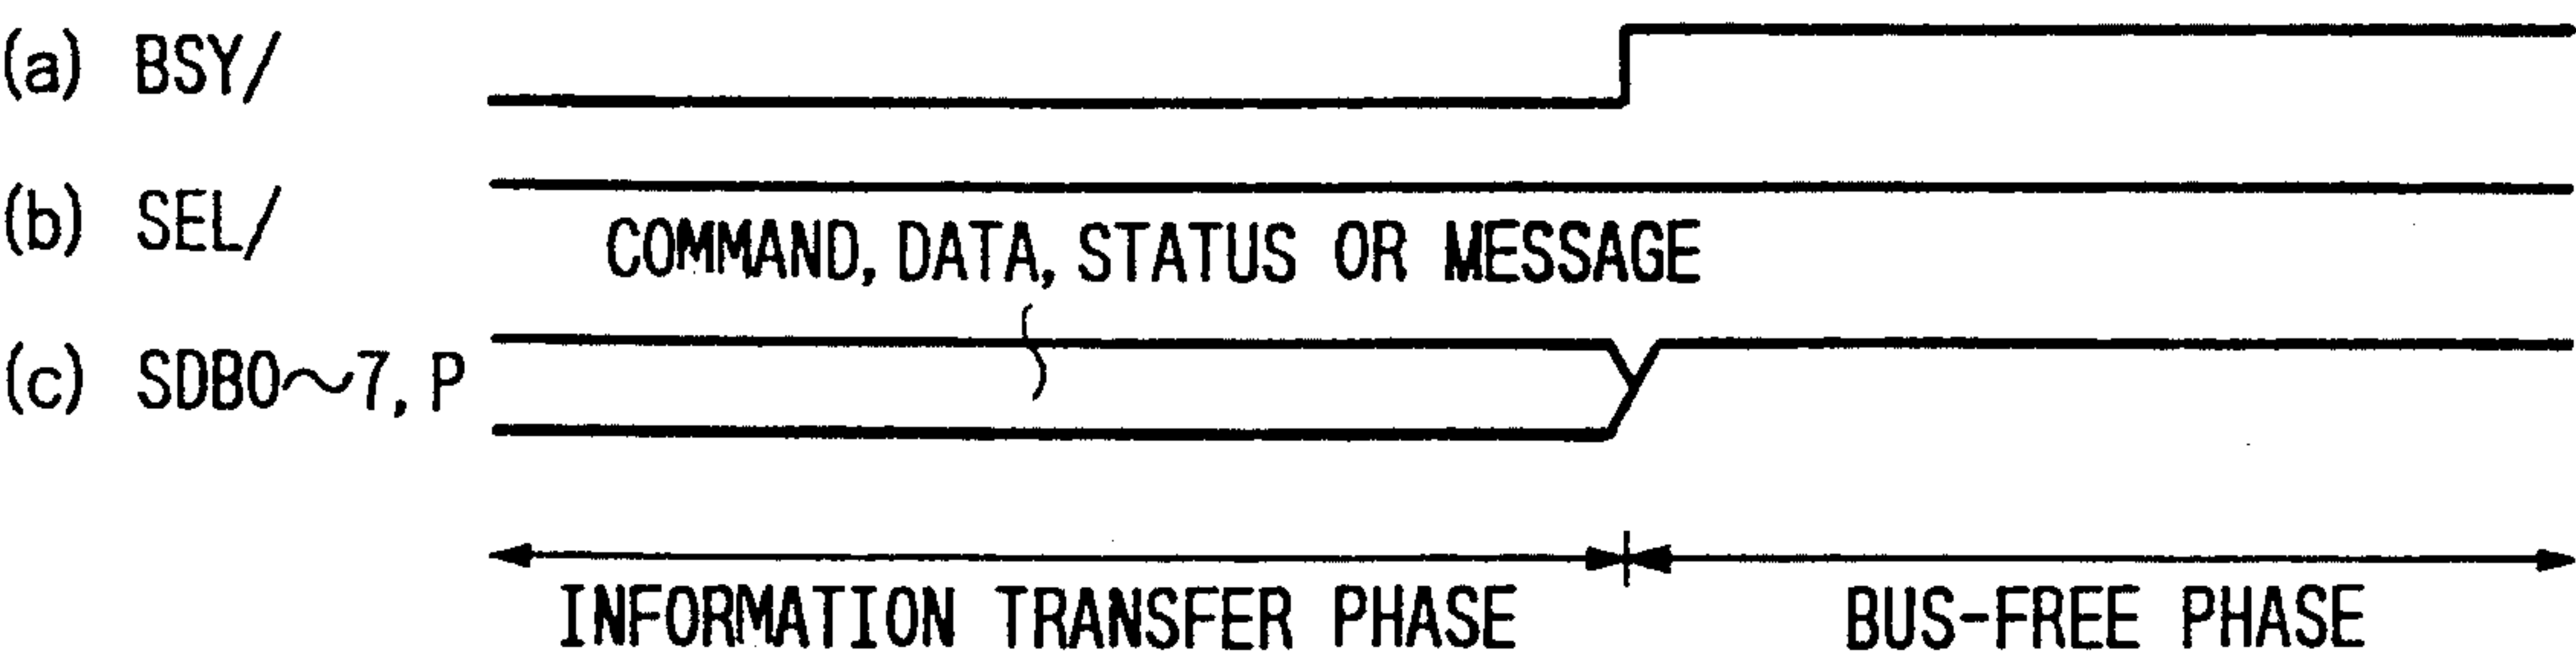 (a) BSY/
(b) SEL/
COMMAND, DATA, STATUS OR MESSAGE
(c) SDB0～7, P
INFORMATION TRANSFER PHASE
BUS-FREE PHASE